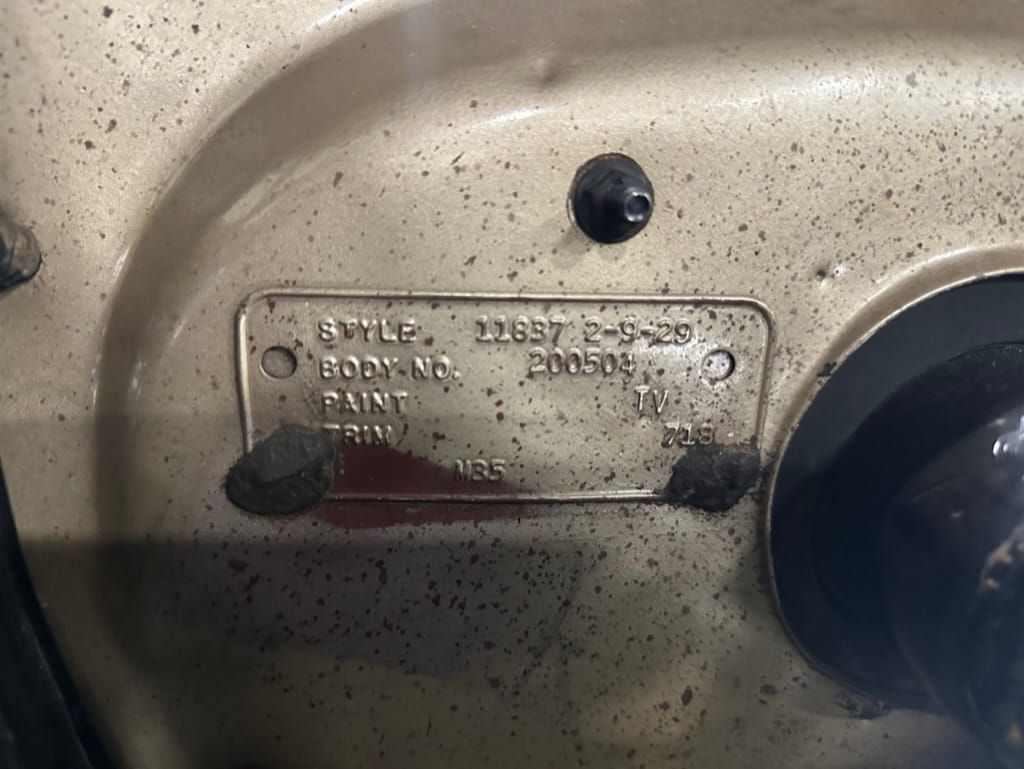 STYLE 11837 2-9-29
BODY NO. 200504
PAINT TV
TRIM 718
M35